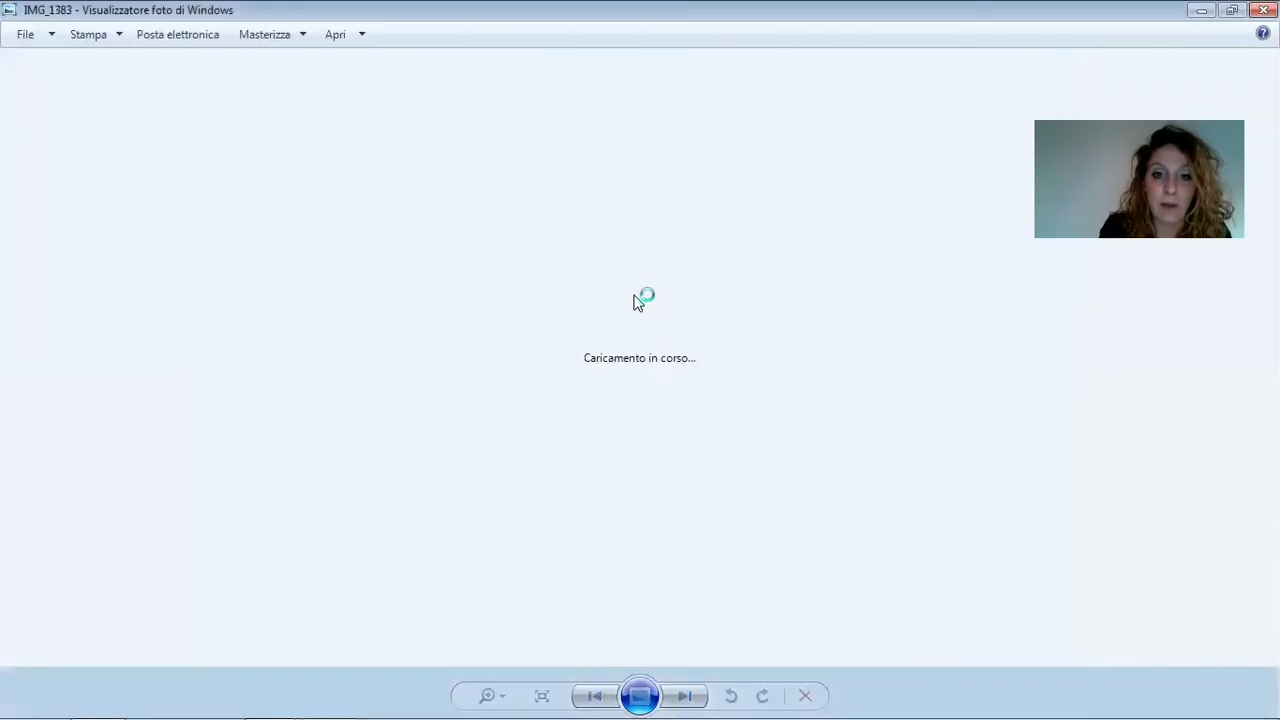 IMG_1383 - Visualizzatore foto di Windows
File Stampa Posta elettronica Masterizza Apri
Caricamento in corso...